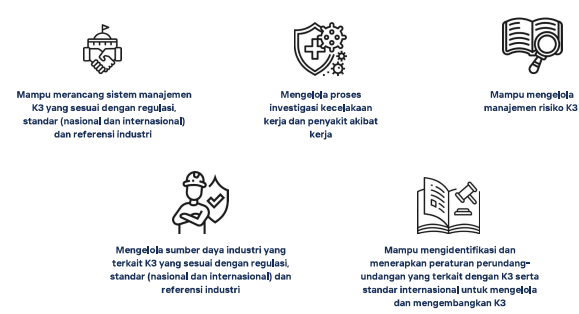 Mampu merancang sistem manajemen
K3 yang sesuai dengan regulasi,
standar (nasional dan internasional)
dan referensi industri
Mengelola proses
investigasi kecelakaan
kerja dan penyakit akibat
kerja
Mampu mengelola
manajemen risiko K3
Mengelola sumber daya industri yang
terkait K3 yang sesuai dengan regulasi,
standar (nasional dan internasional) dan
referensi industri
Mampu mengidentifikasi dan
menerapkan peraturan perundang-
undangan yang terkait dengan K3 serta
standar internasional untuk mengelola
dan mengembangkan K3